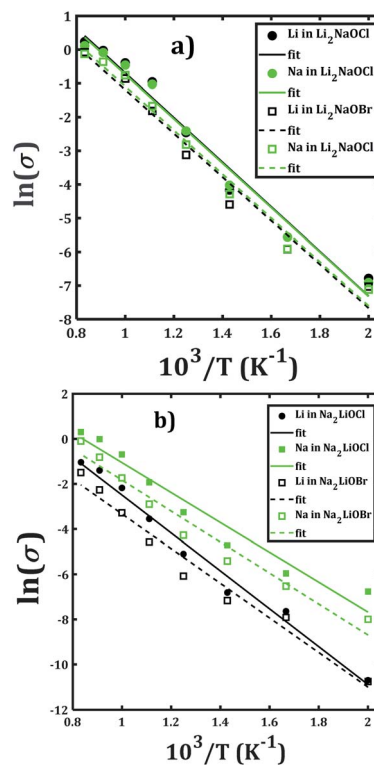 a)
Li in Li₂NaOCl
fit
Na in Li₂NaOCl
fit
Li in Li₂NaOBr
fit
Na in Li₂NaOCl
fit
1
0
-1
-2
-3
-4
-5
-6
-7
-8
ln(σ)
0.8 1 1.2 1.4 1.6 1.8 2
10³/T (K⁻¹)
b)
Li in Na₂LiOCl
fit
Na in Na₂LiOCl
fit
Li in Na₂LiOBr
fit
Na in Na₂LiOBr
fit
2
0
-2
-4
-6
-8
-10
-12
ln(σ)
0.8 1 1.2 1.4 1.6 1.8 2
10³/T (K⁻¹)